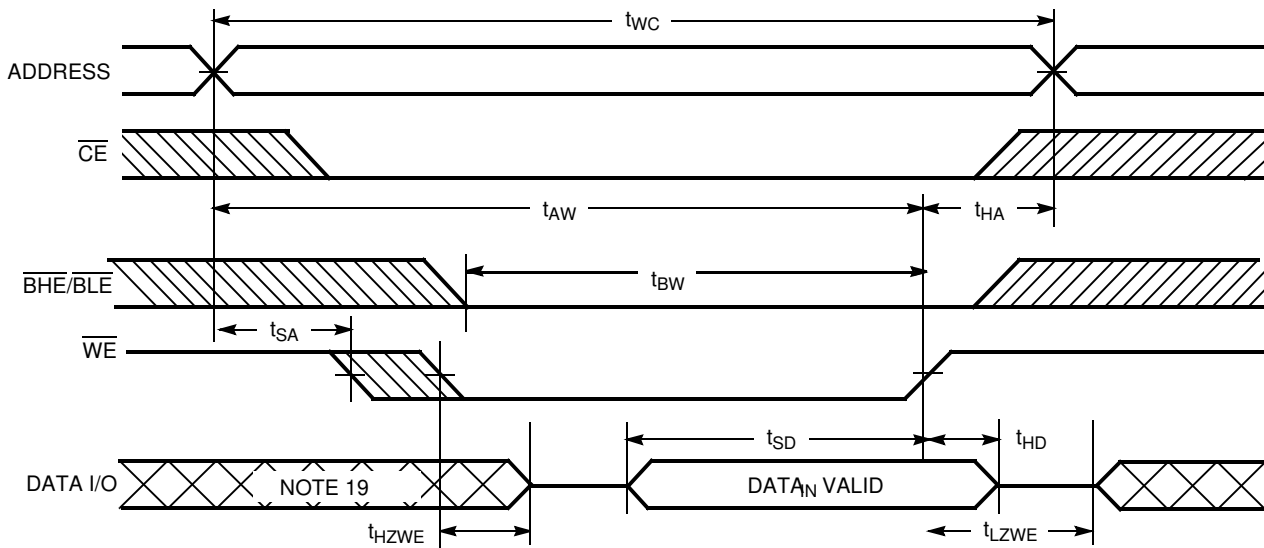 tWC
ADDRESS
CE
tAW
tHA
BHE/BLE
tBW
tSA
WE
tSD
tHD
DATA I/O
NOTE 19
DATAIN VALID
tHZWE
tLZWE